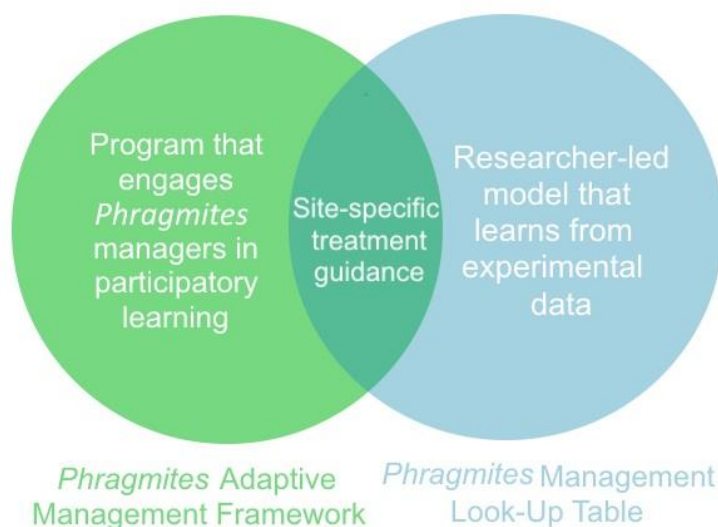 Program that
engages
Phragmites
managers in
participatory
learning
Site-specific
treatment
guidance
Researcher-led
model that
learns from
experimental
data
Phragmites Adaptive
Management Framework
Phragmites Management
Look-Up Table